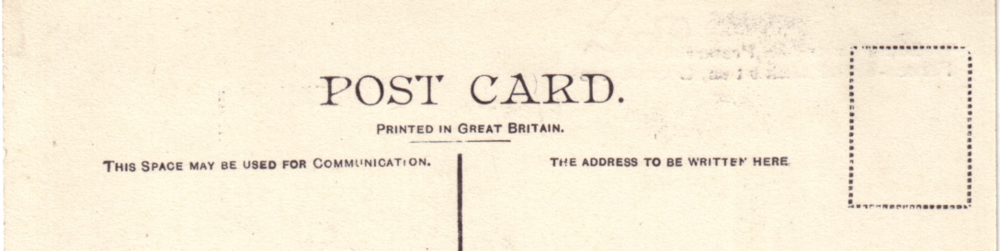 POST CARD.
PRINTED IN GREAT BRITAIN.
THIS SPACE MAY BE USED FOR COMMUNICATION.
THE ADDRESS TO BE WRITTEN HERE